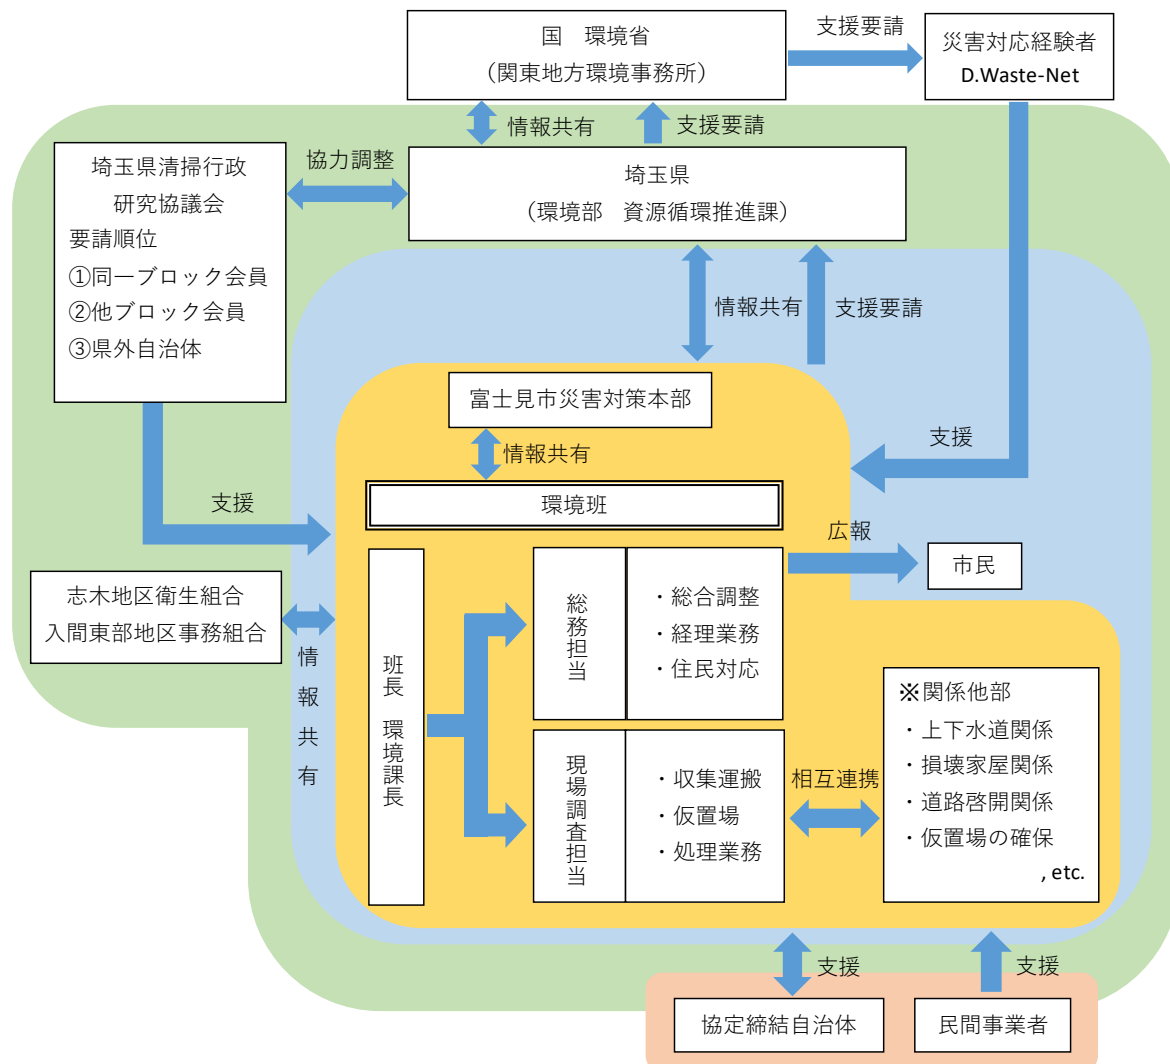 国　環境省
（関東地方環境事務所）
支援要請
災害対応経験者
D.Waste-Net
情報共有
支援要請
埼玉県清掃行政
研究協議会
要請順位
①同一ブロック会員
②他ブロック会員
③県外自治体
協力調整
埼玉県
（環境部　資源循環推進課）
情報共有
支援要請
富士見市災害対策本部
情報共有
支援
環境班
支援
広報
市民
志木地区衛生組合
入間東部地区事務組合
情報共有
班長　環境課長
総務担当
・総合調整
・経理業務
・住民対応
現場調査担当
・収集運搬
・仮置場
・処理業務
相互連携
※関係他部
・上下水道関係
・損壊家屋関係
・道路啓開関係
・仮置場の確保
, etc.
支援
支援
協定締結自治体
民間事業者